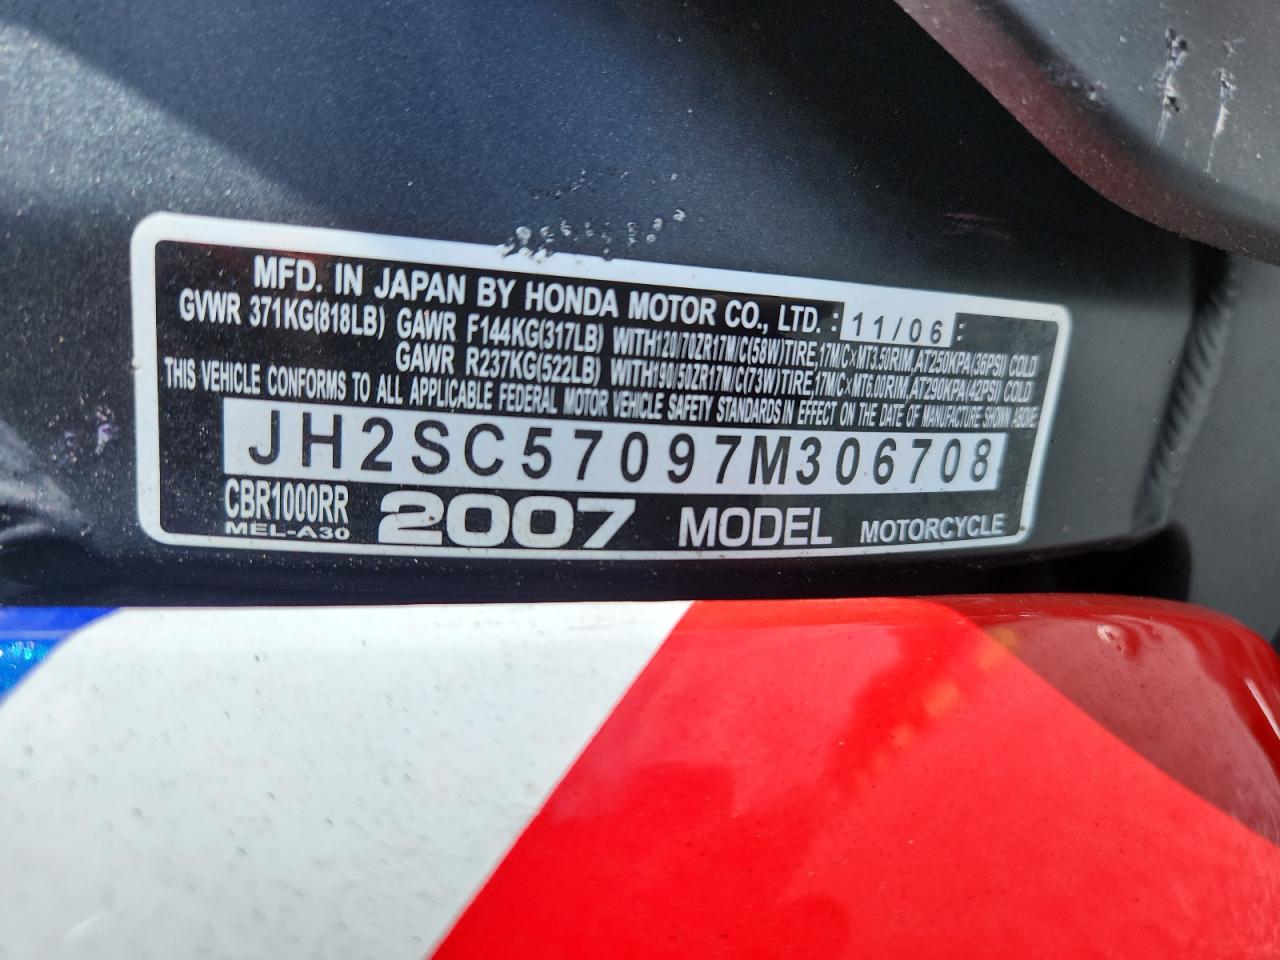 MFD. IN JAPAN BY HONDA MOTOR CO., LTD. : 11/06 :
GVWR 371KG(818LB) GAWR F144KG(317LB) WITH120/70ZR17M/C(58W)TIRE,17M/C×MT3.50RIM,AT250KPA(36PSI) COLD
GAWR R237KG(522LB) WITH190/50ZR17M/C(73W)TIRE,17M/C×MT6.00RIM,AT290KPA(42PSI) COLD
THIS VEHICLE CONFORMS TO ALL APPLICABLE FEDERAL MOTOR VEHICLE SAFETY STANDARDS IN EFFECT ON THE DATE OF MANUFACTURE SHOWN ABOVE.
JH2SC57097M306708
CBR1000RR 2007 MODEL MOTORCYCLE
MEL-A30